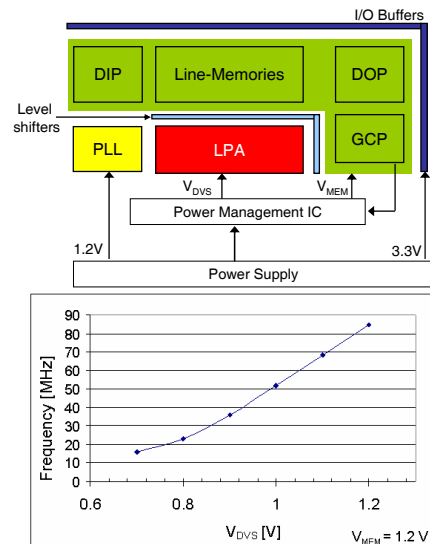 I/O Buffers
DIP
Line-Memories
DOP
Level
shifters
PLL
LPA
GCP
VDVS
VMEM
Power Management IC
1.2V
3.3V
Power Supply
Frequency [MHz]
90
80
70
60
50
40
30
20
10
0
0.6
0.8
1
1.2
VDVS [V]
VMEM = 1.2 V